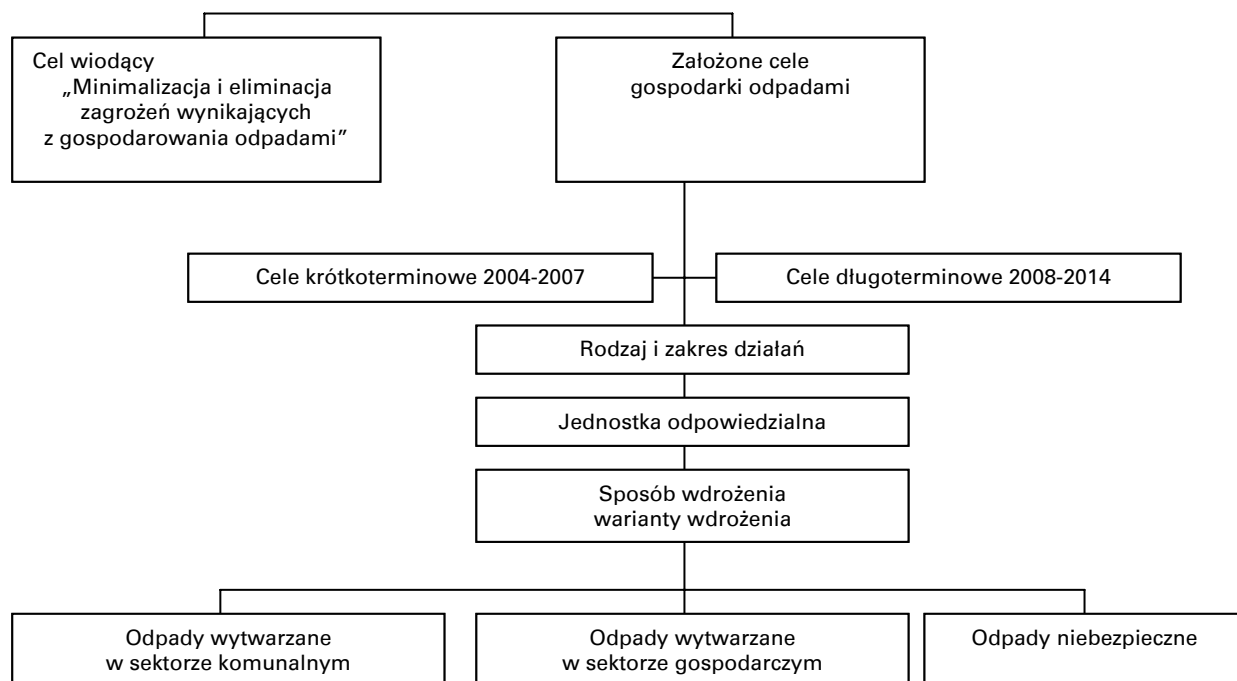 Cel wiodący
„Minimalizacja i eliminacja
zagrożeń wynikających
z gospodarowania odpadami”
Założone cele
gospodarki odpadami
Cele krótkoterminowe 2004-2007
Cele długoterminowe 2008-2014
Rodzaj i zakres działań
Jednostka odpowiedzialna
Sposób wdrożenia
warianty wdrożenia
Odpady wytwarzane
w sektorze komunalnym
Odpady wytwarzane
w sektorze gospodarczym
Odpady niebezpieczne